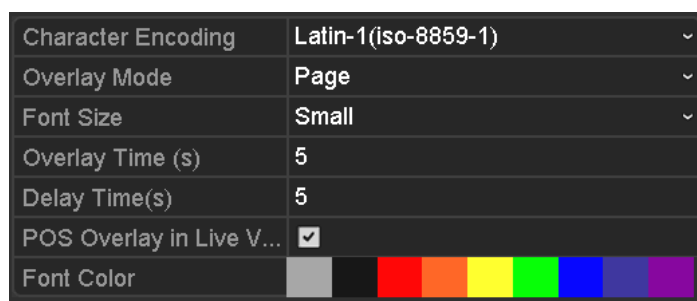 Character Encoding Latin-1(iso-8859-1)
Overlay Mode Page
Font Size Small
Overlay Time (s) 5
Delay Time(s) 5
POS Overlay in Live V...
Font Color